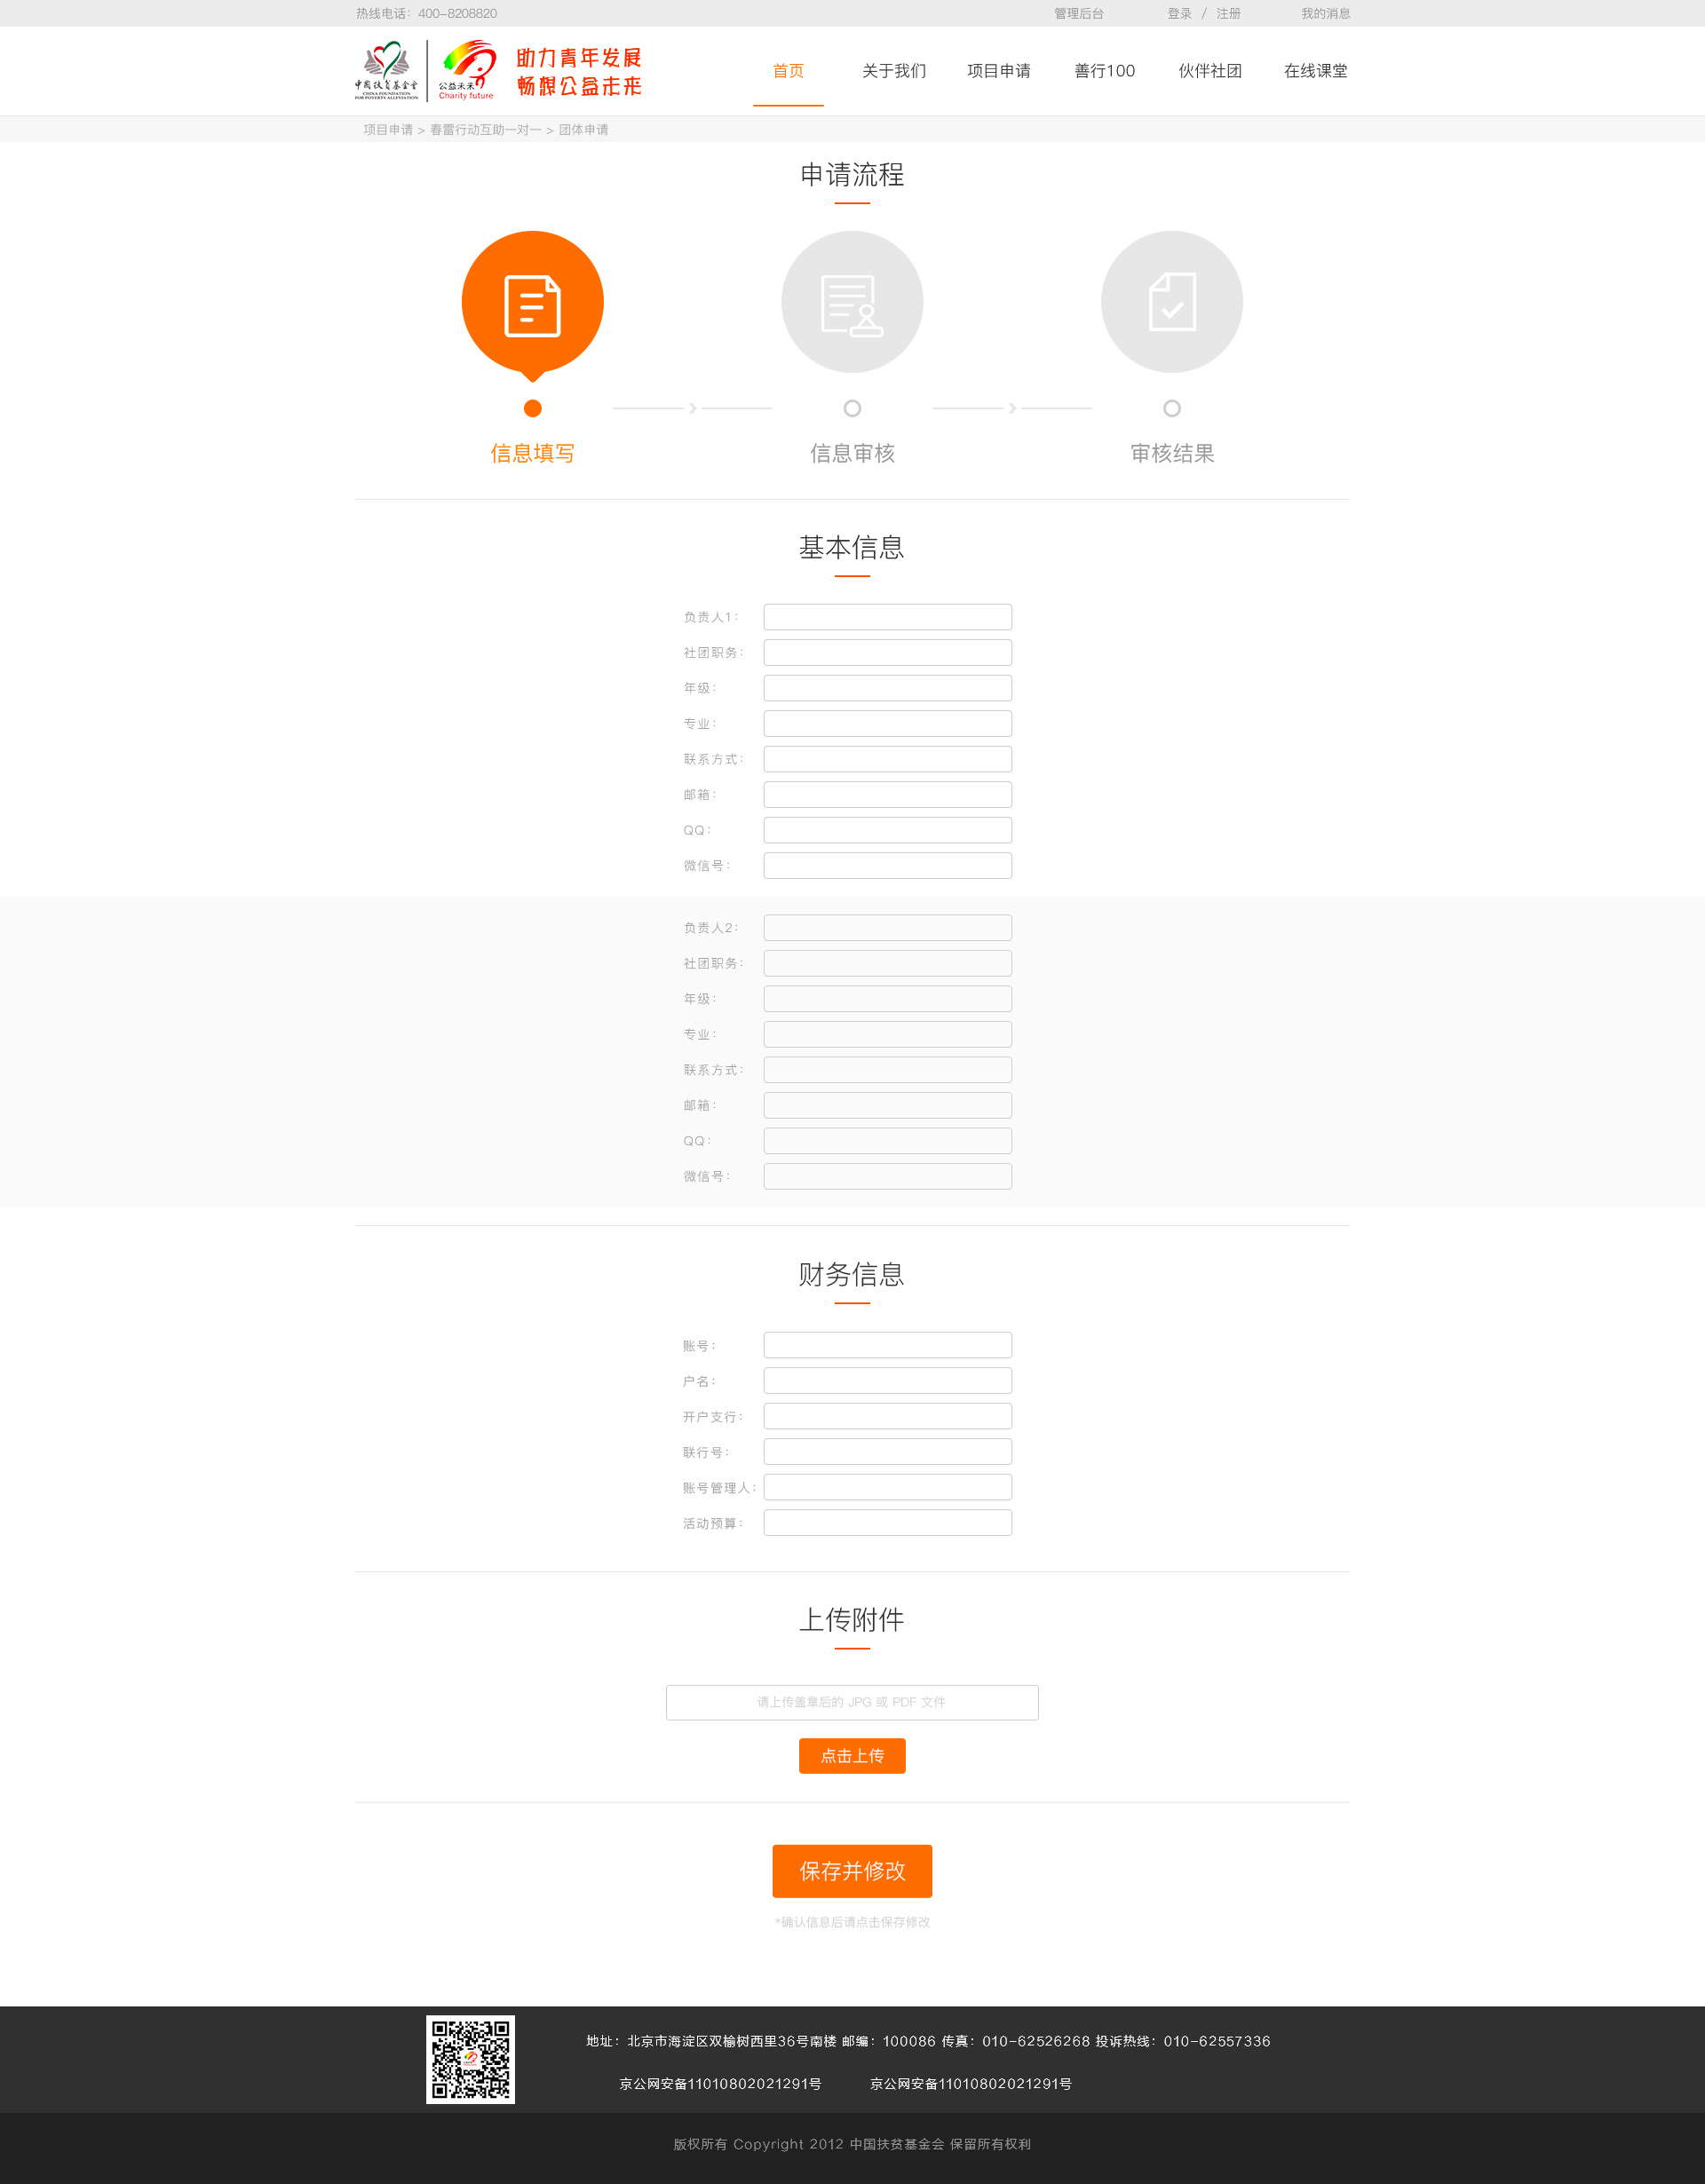 热线电话：400-8208820
管理后台 登录 / 注册 我的消息
中国扶贫基金会
CHINA FOUNDATION
FOR POVERTY ALLEVIATION
公益未来
Charity future
助力青年发展
畅想公益未来
首页 关于我们 项目申请 善行100 伙伴社团 在线课堂
项目申请 > 春雷行动互助一对一 > 团体申请
申请流程
信息填写 信息审核 审核结果
基本信息
负责人1：
社团职务：
年级：
专业：
联系方式：
邮箱：
QQ：
微信号：
负责人2：
社团职务：
年级：
专业：
联系方式：
邮箱：
QQ：
微信号：
财务信息
账号：
户名：
开户支行：
联行号：
账号管理人：
活动预算：
上传附件
请上传盖章后的 JPG 或 PDF 文件
点击上传
保存并修改
*确认信息后请点击保存修改
地址：北京市海淀区双榆树西里36号南楼 邮编：100086 传真：010-62526268 投诉热线：010-62557336
京公网安备11010802021291号 京公网安备11010802021291号
版权所有 Copyright 2012 中国扶贫基金会 保留所有权利